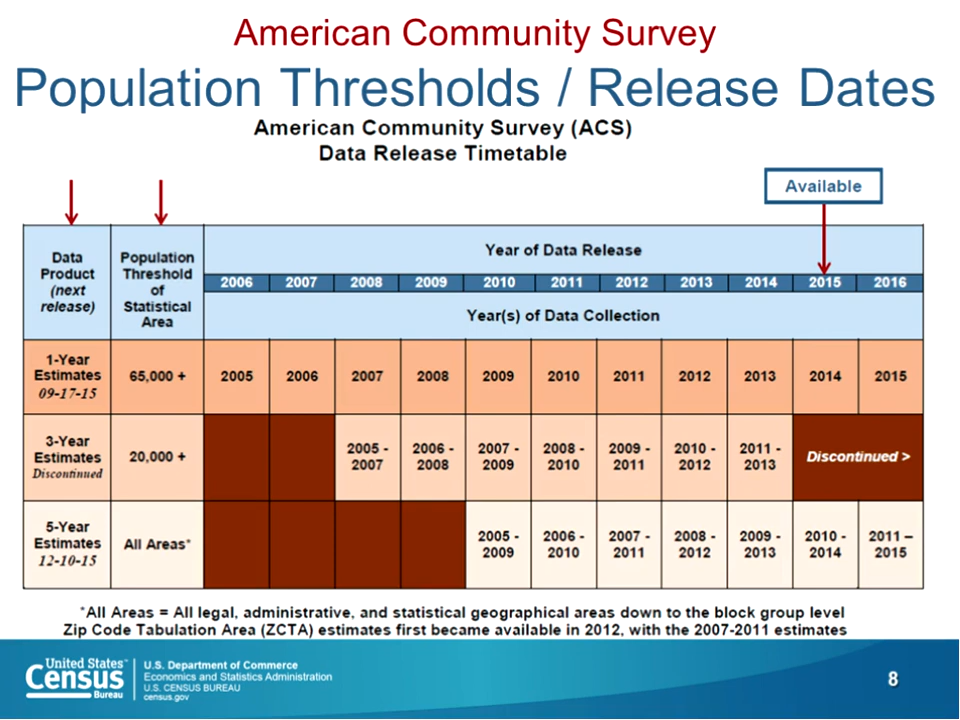 American Community Survey
Population Thresholds / Release Dates
American Community Survey (ACS)
Data Release Timetable
Available
Data
Product
(next
release)
Population
Threshold
of
Statistical
Area
Year of Data Release
2006 2007 2008 2009 2010 2011 2012 2013 2014 2015 2016
Year(s) of Data Collection
1-Year
Estimates
09-17-15
65,000 +
2005 2006 2007 2008 2009 2010 2011 2012 2013 2014 2015
3-Year
Estimates
Discontinued
20,000 +
2005 - 2006 - 2007 - 2008 - 2009 - 2010 - 2011 -
2007 2008 2009 2010 2011 2012 2013
Discontinued >
5-Year
Estimates
12-10-15
All Areas*
2005 - 2006 - 2007 - 2008 - 2009 - 2010 - 2011 –
2009 2010 2011 2012 2013 2014 2015
*All Areas = All legal, administrative, and statistical geographical areas down to the block group level
Zip Code Tabulation Area (ZCTA) estimates first became available in 2012, with the 2007-2011 estimates
United States™
Census
Bureau
U.S. Department of Commerce
Economics and Statistics Administration
U.S. CENSUS BUREAU
census.gov
8